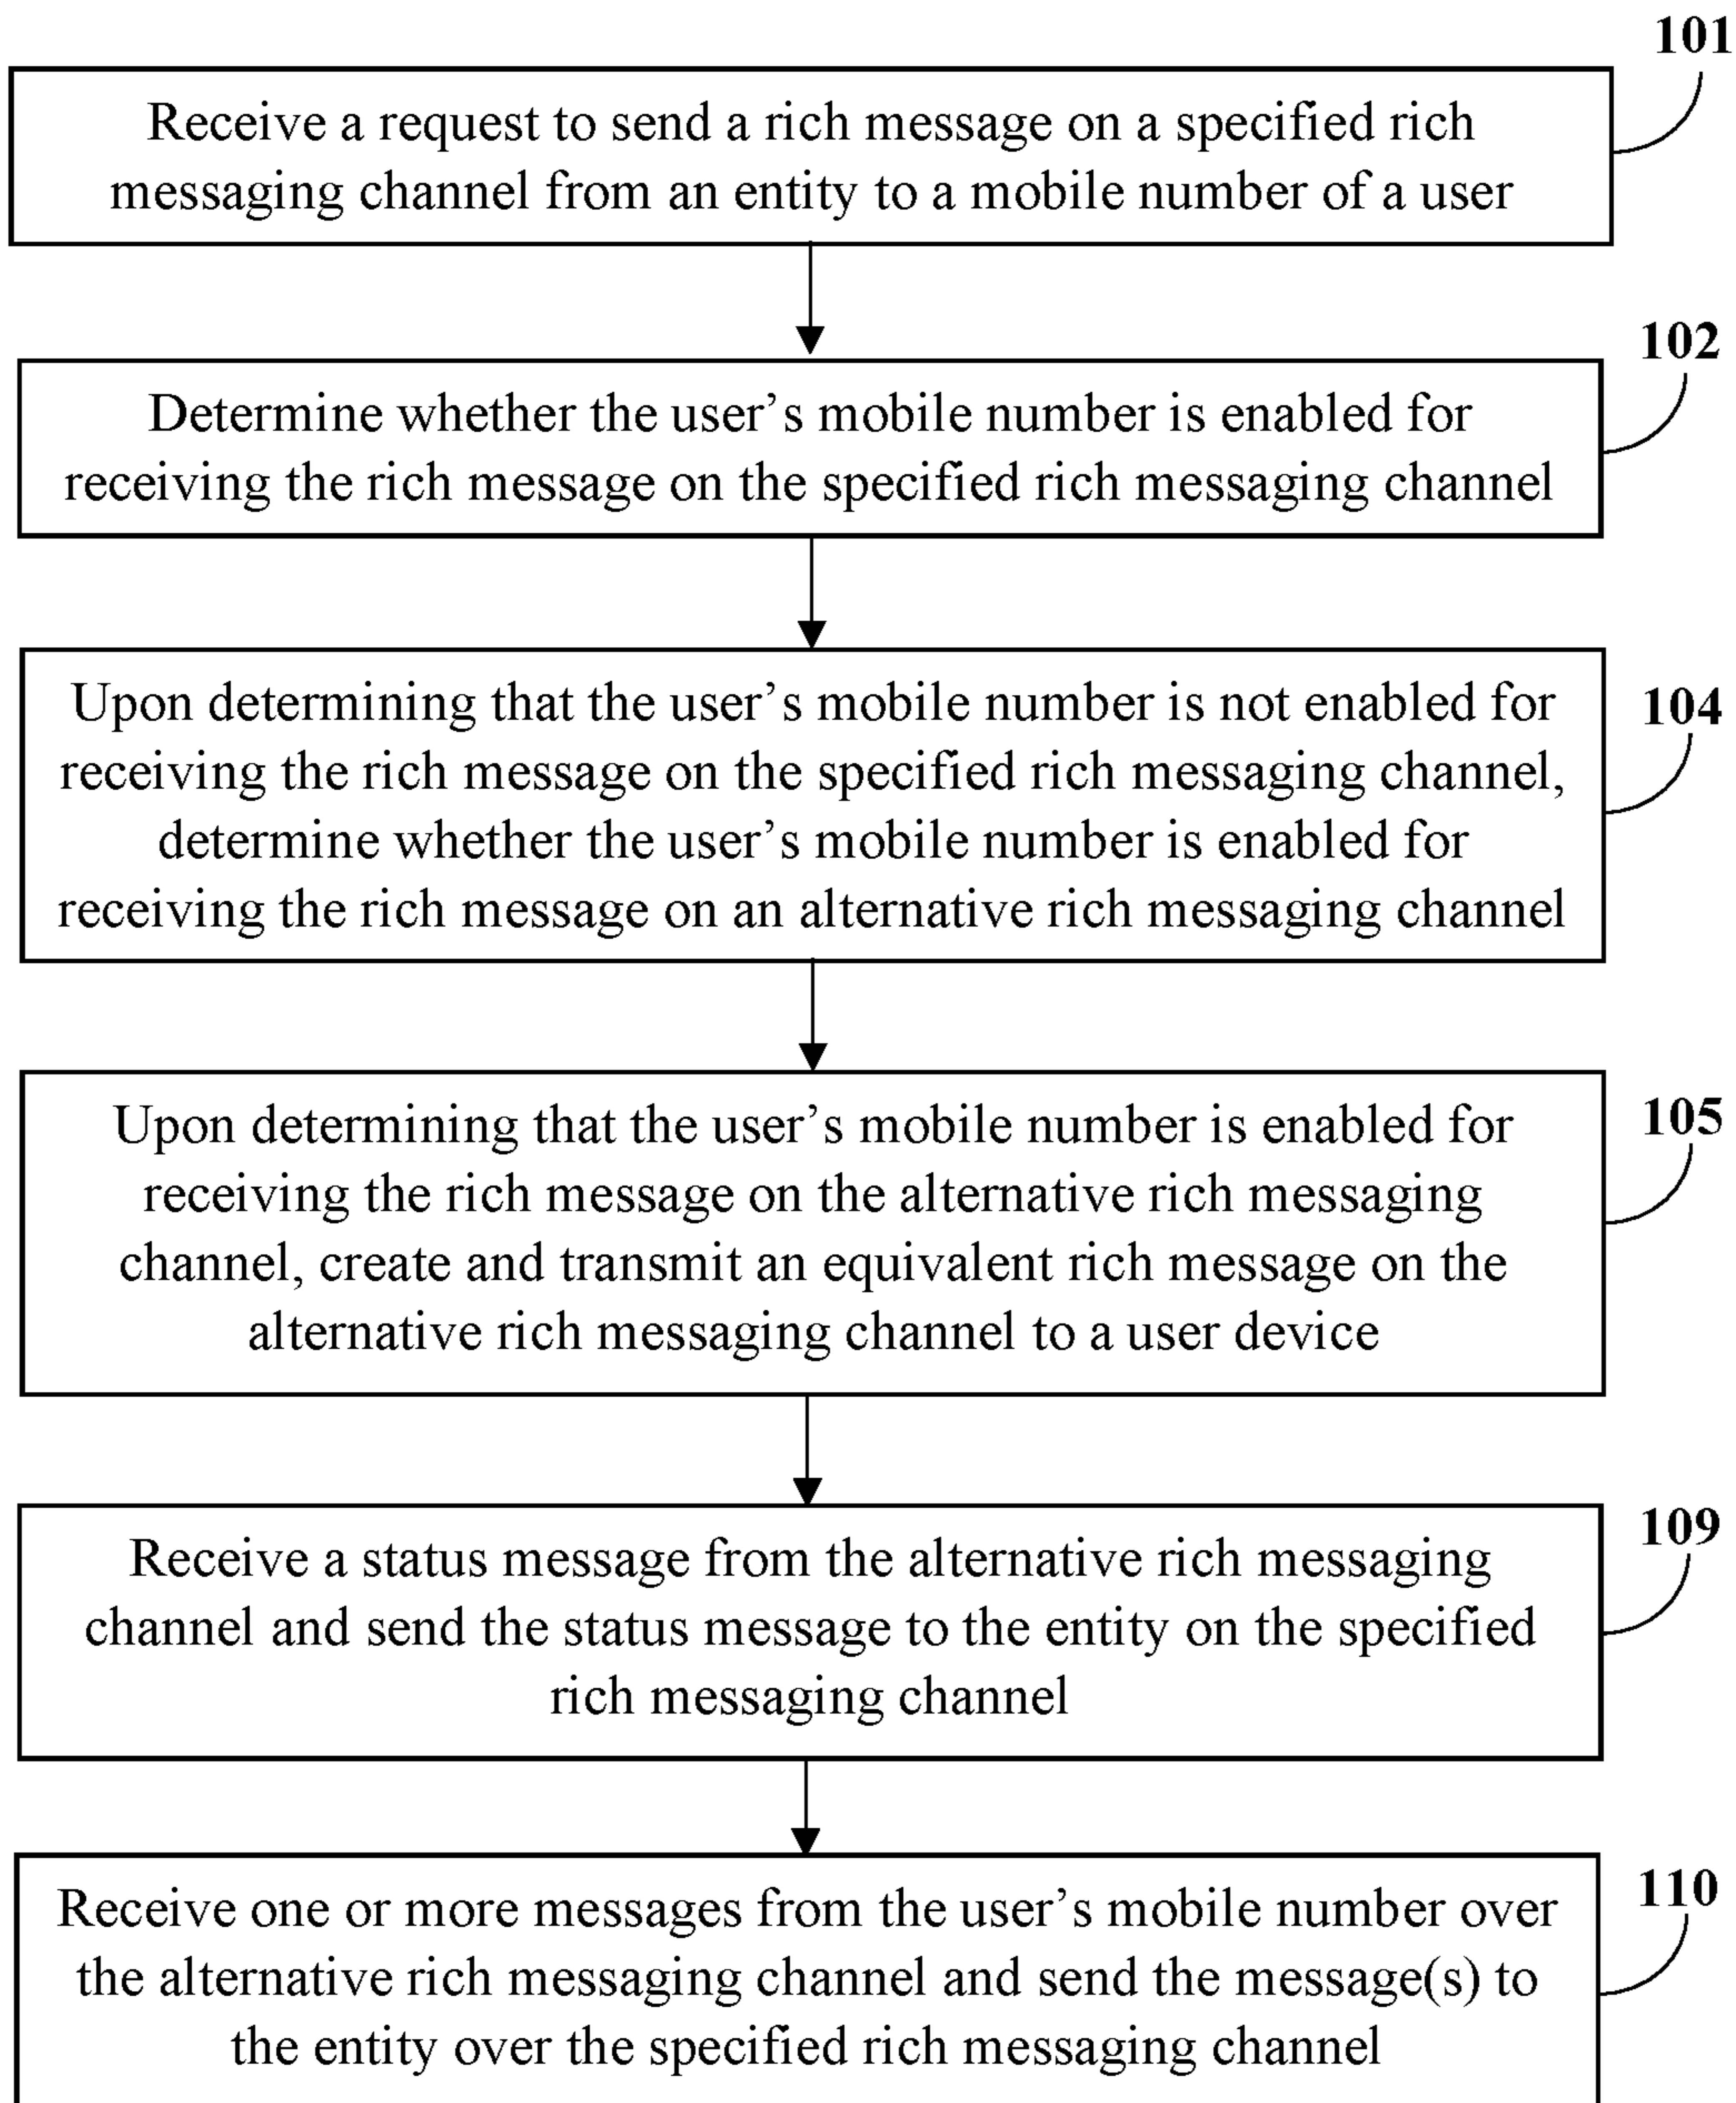 101
Receive a request to send a rich message on a specified rich
messaging channel from an entity to a mobile number of a user
102
Determine whether the user’s mobile number is enabled for
receiving the rich message on the specified rich messaging channel
104
Upon determining that the user’s mobile number is not enabled for
receiving the rich message on the specified rich messaging channel,
determine whether the user’s mobile number is enabled for
receiving the rich message on an alternative rich messaging channel
105
Upon determining that the user’s mobile number is enabled for
receiving the rich message on the alternative rich messaging
channel, create and transmit an equivalent rich message on the
alternative rich messaging channel to a user device
109
Receive a status message from the alternative rich messaging
channel and send the status message to the entity on the specified
rich messaging channel
110
Receive one or more messages from the user’s mobile number over
the alternative rich messaging channel and send the message(s) to
the entity over the specified rich messaging channel